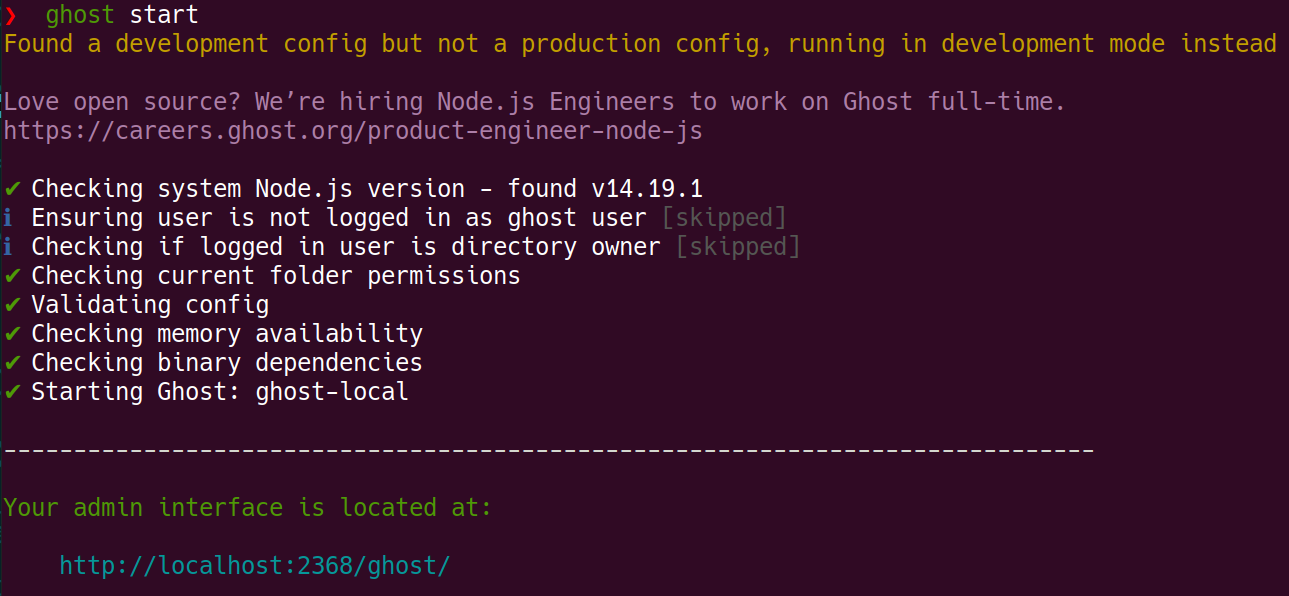 ❯ ghost start
Found a development config but not a production config, running in development mode instead
Love open source? We’re hiring Node.js Engineers to work on Ghost full-time.
https://careers.ghost.org/product-engineer-node-js
✔ Checking system Node.js version - found v14.19.1
ℹ Ensuring user is not logged in as ghost user [skipped]
ℹ Checking if logged in user is directory owner [skipped]
✔ Checking current folder permissions
✔ Validating config
✔ Checking memory availability
✔ Checking binary dependencies
✔ Starting Ghost: ghost-local
------------------------------------------------------------------------------
Your admin interface is located at:
http://localhost:2368/ghost/